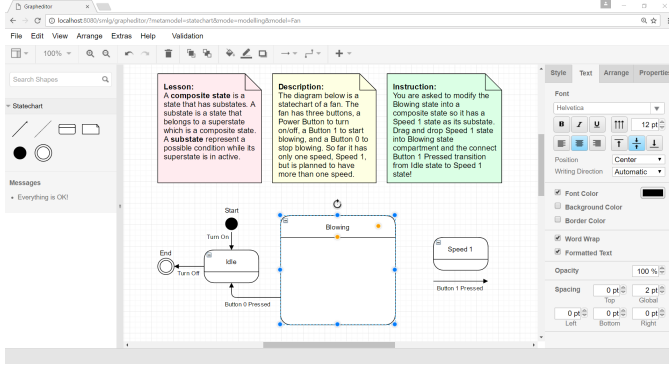 Grapheditor
localhost:8080/smlg/grapheditor/?metamodel=statechart&mode=modelling&model=Fan
File Edit View Arrange Extras Help Validation
100%
Search Shapes
Statechart
Messages
Everything is OK!
Lesson:
A composite state is a
state that has substates. A
substate is a state that
belongs to a superstate
which is a composite state.
A substate represent a
possible condition while its
superstate is in active.
Description:
The diagram below is a
statechart of a fan. The
fan has three buttons, a
Power Button to turn
on/off, a Button 1 to start
blowing, and a Button 0 to
stop blowing. So far it has
only one speed, Speed 1,
but is planned to have
more than one speed.
Instruction:
You are asked to modify the
Blowing state into a
composite state so it has a
Speed 1 state as its substate.
Drag and drop Speed 1 state
into Blowing state
compartment and the connect
Button 1 Pressed transition
from Idle state to Speed 1
state!
Start
Turn On
End
Idle
Turn Off
Button 0 Pressed
Blowing
Speed 1
Button 1 Pressed
Style Text Arrange Propertie
Font
Helvetica
B I U 12 pt
Position Center
Writing Direction Automatic
Font Color
Background Color
Border Color
Word Wrap
Formatted Text
Opacity 100 %
Spacing 0 pt 2 pt
Top Global
0 pt 0 pt 0 pt
Left Bottom Right